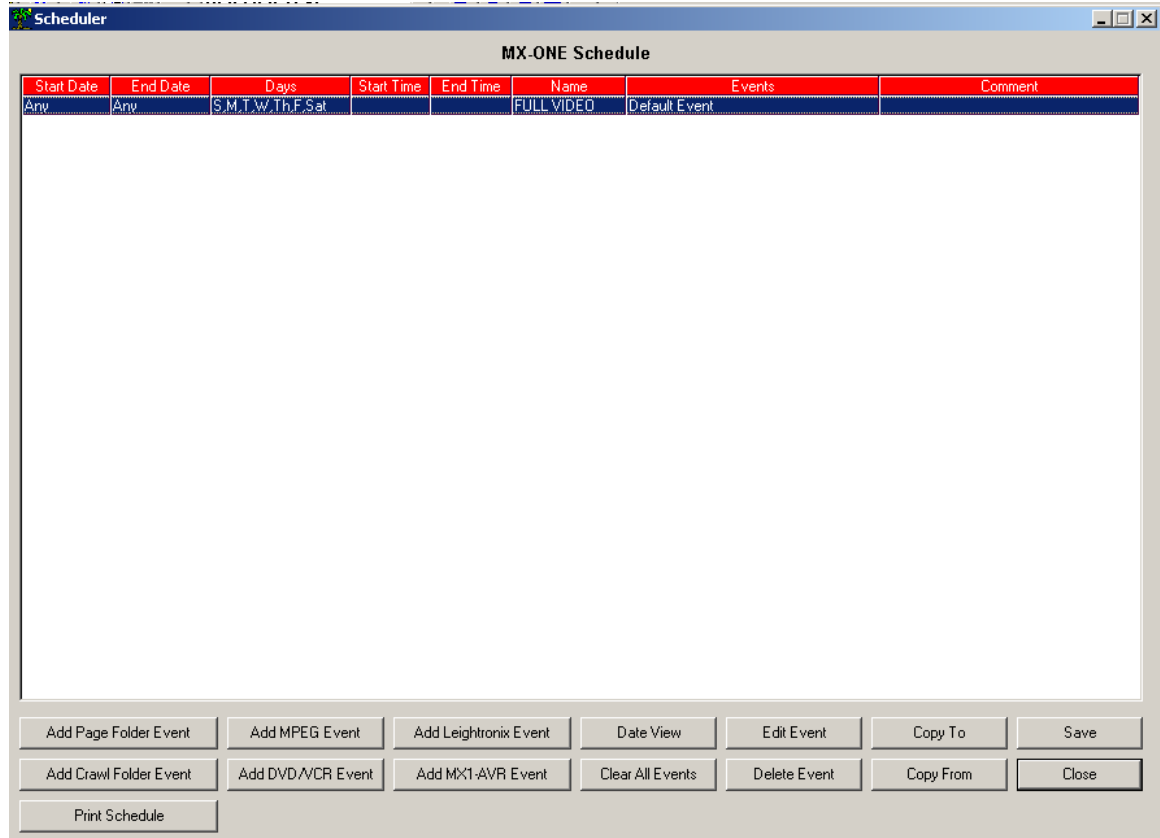 Scheduler
MX-ONE Schedule
Start Date End Date Days Start Time End Time Name Events Comment
Any Any S,M,T,W,Th,F,Sat FULL VIDEO Default Event
Add Page Folder Event Add MPEG Event Add Leightronix Event Date View Edit Event Copy To Save
Add Crawl Folder Event Add DVD/VCR Event Add MX1-AVR Event Clear All Events Delete Event Copy From Close
Print Schedule